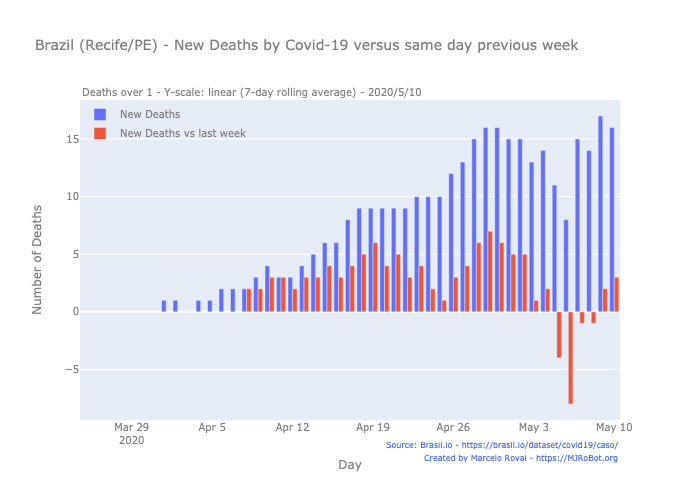 Brazil (Recife/PE) - New Deaths by Covid-19 versus same day previous week
Deaths over 1 - Y-scale: linear (7-day rolling average) - 2020/5/10
New Deaths
New Deaths vs last week
15
10
5
0
−5
Number of Deaths
Mar 29
2020
Apr 5
Apr 12
Apr 19
Apr 26
May 3
May 10
Day
Source: Brasil.io - https://brasil.io/dataset/covid19/caso/
Created by Marcelo Rovai - https://MJRoBot.org